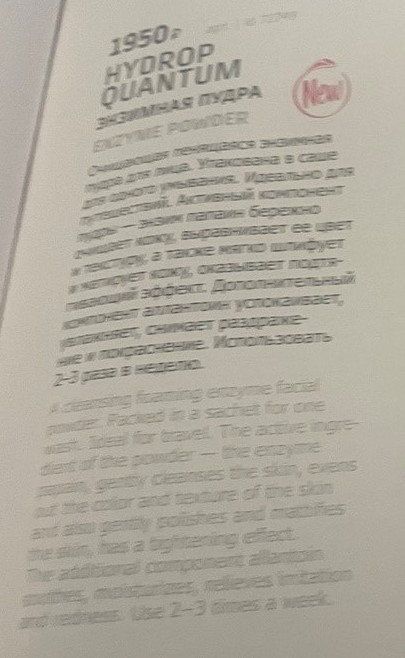 1950₽
HYDROP
QUANTUM
ЭНЗИМНАЯ ПУДРА
ENZYME POWDER
New
Очищающая пенящаяся энзимная
пудра для лица. Упакована в саше
для одного умывания. Идеально для
путешествий. Активный компонент
пудры — энзим папаин бережно
очищает кожу, выравнивает ее цвет
и текстуру, а также мягко шлифует
и матирует кожу, оказывает подтя-
гивающий эффект. Дополнительный
компонент аллантоин успокаивает,
увлажняет, снимает раздраже-
ние и покраснение. Использовать
2–3 раза в неделю.
A cleansing foaming enzyme facial
powder. Packed in a sachet for one
wash. Ideal for travel. The active ingre-
dient of the powder — the enzyme
papain, gently cleanses the skin, evens
out the color and texture of the skin
and also gently polishes and mattifies
the skin, has a tightening effect.
The additional component allantoin
soothes, moisturizes, relieves irritation
and redness. Use 2–3 times a week.